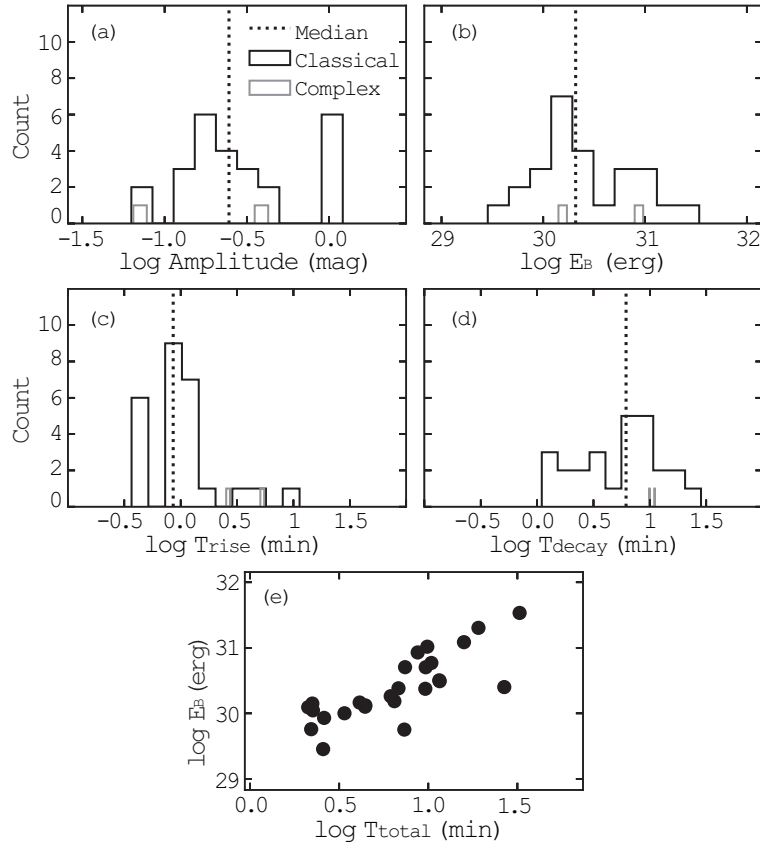 (a)
Median
Classical
Complex
10
8
6
4
2
0
Count
-1.5
-1.0
-0.5
0.0
log Amplitude (mag)
(b)
29
30
31
32
log EB (erg)
(c)
10
8
6
4
2
0
Count
-0.5
0.0
0.5
1
1.5
log Trise (min)
(d)
-0.5
0.0
0.5
1
1.5
log Tdecay (min)
(e)
32
31
30
29
log EB (erg)
0.0
0.5
1.0
1.5
log Ttotal (min)